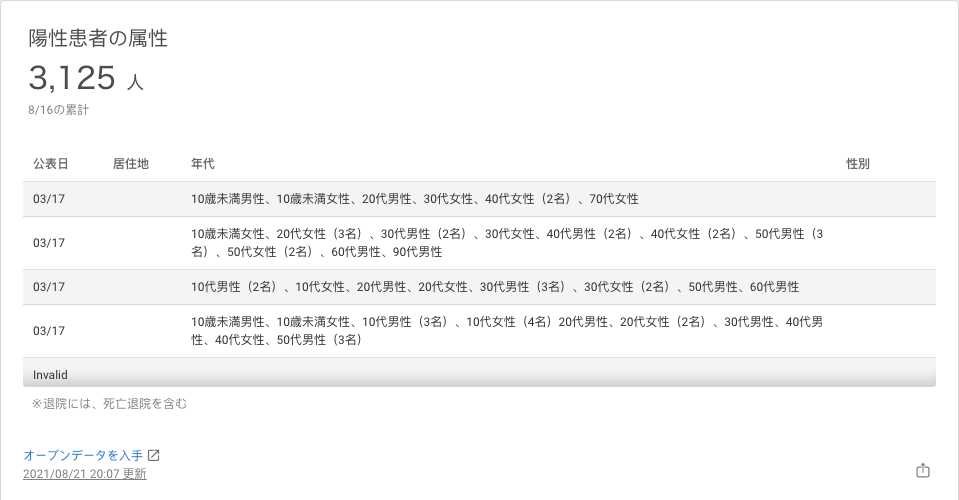 陽性患者の属性
3,125 人
8/16の累計
公表日 居住地 年代 性別
03/17 10歳未満男性、10歳未満女性、20代男性、30代女性、40代女性（2名）、70代女性
10歳未満女性、20代女性（3名）、30代男性（2名）、30代女性、40代男性（2名）、40代女性（2名）、50代男性（3
03/17
名）、50代女性（2名）、60代男性、90代男性
03/17 10代男性（2名）、10代女性、20代男性、20代女性、30代男性（3名）、30代女性（2名）、50代男性、60代男性
10歳未満男性、10歳未満女性、10代男性（3名）、10代女性（4名）20代男性、20代女性（2名）、30代男性、40代男
03/17
性、40代女性、50代男性（3名）
Invalid
※退院には、死亡退院を含む
オープンデータを入手
2021/08/21 20:07 更新